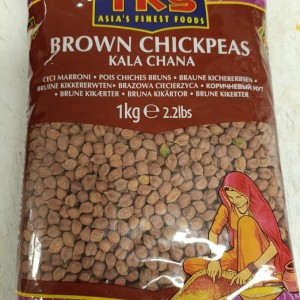 TRS
ASIA'S FINEST FOODS
BROWN CHICKPEAS
KALA CHANA
CECI MARRONI • POIS CHICHES BRUNS • BRAUNE KICHERERBSEN •
BRUINE KIKKERERWTEN • BRAZOWA CIECIERZYCA • КОРИЧНЕВЫЙ НУТ
• BRUNE KIKÆRTER • BRUNA KIKÄRTOR • BRUNE KIKERTER
1kg ℮ 2.2lbs